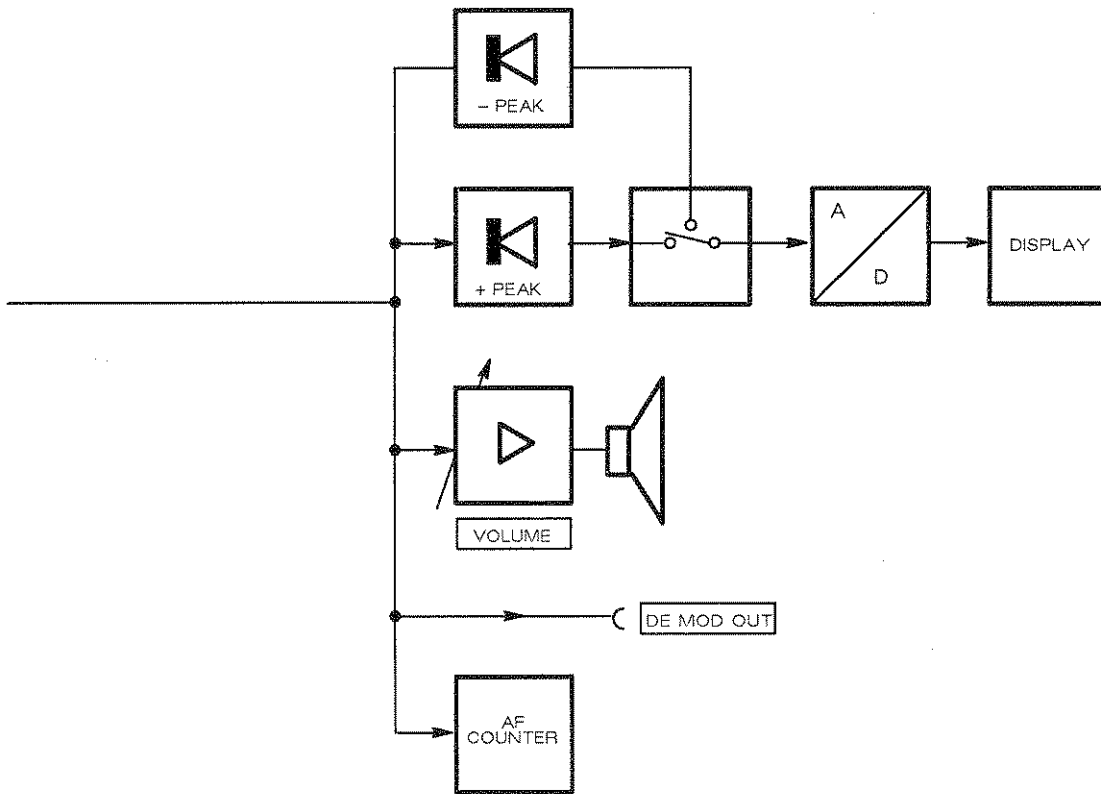 – PEAK
+ PEAK
A
D
DISPLAY
VOLUME
DE MOD OUT
AF
COUNTER